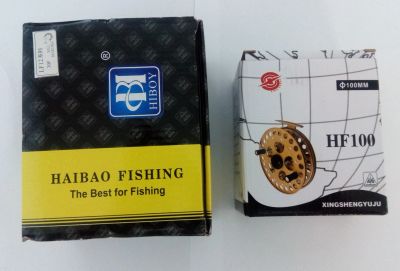 ®
HIBOY
HAIBAO FISHING
The Best for Fishing
Φ100MM
HF100
XINGSHENGYUJU